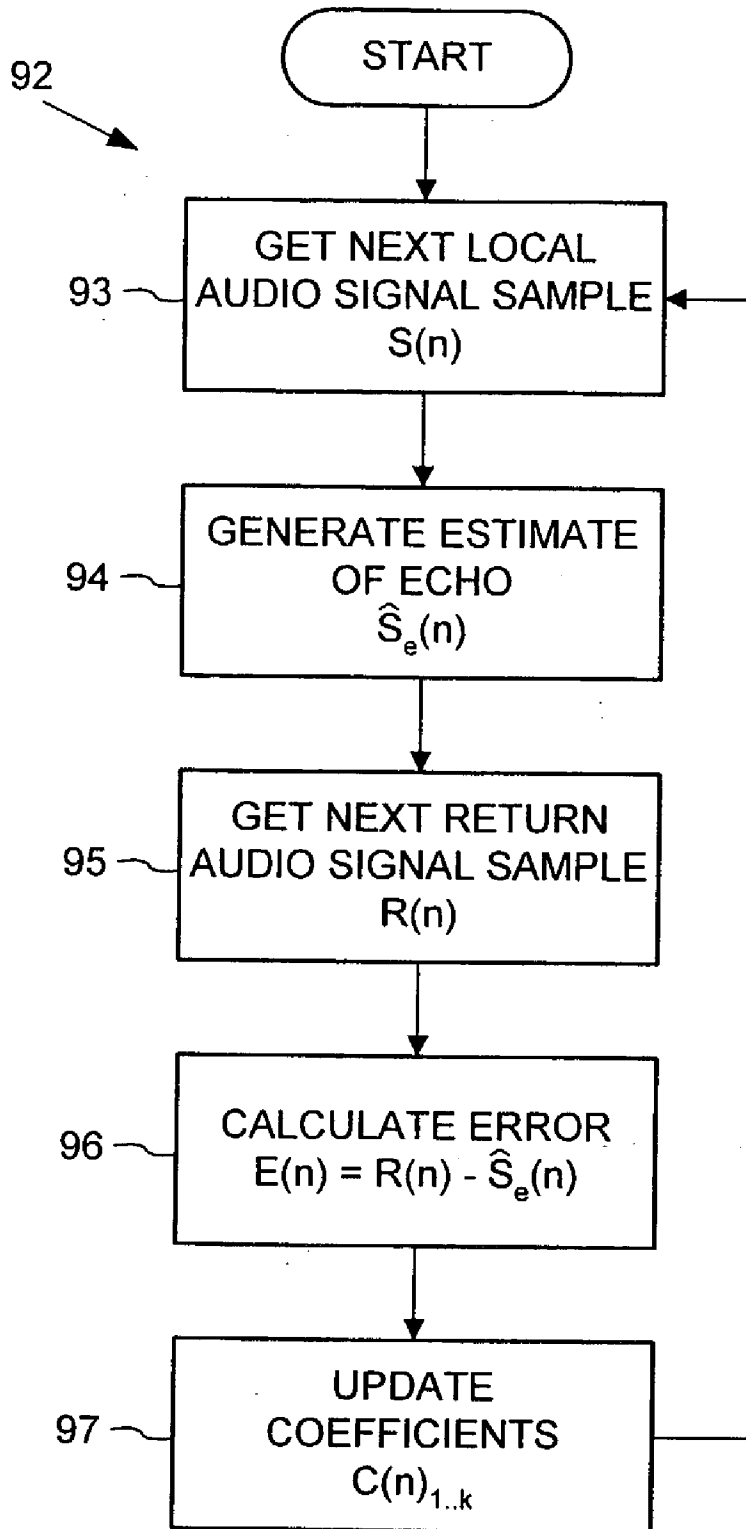 START
92
93
GET NEXT LOCAL
AUDIO SIGNAL SAMPLE
S(n)
94
GENERATE ESTIMATE
OF ECHO
Ŝₑ(n)
95
GET NEXT RETURN
AUDIO SIGNAL SAMPLE
R(n)
96
CALCULATE ERROR
E(n) = R(n) - Ŝₑ(n)
97
UPDATE
COEFFICIENTS
C(n)1..k